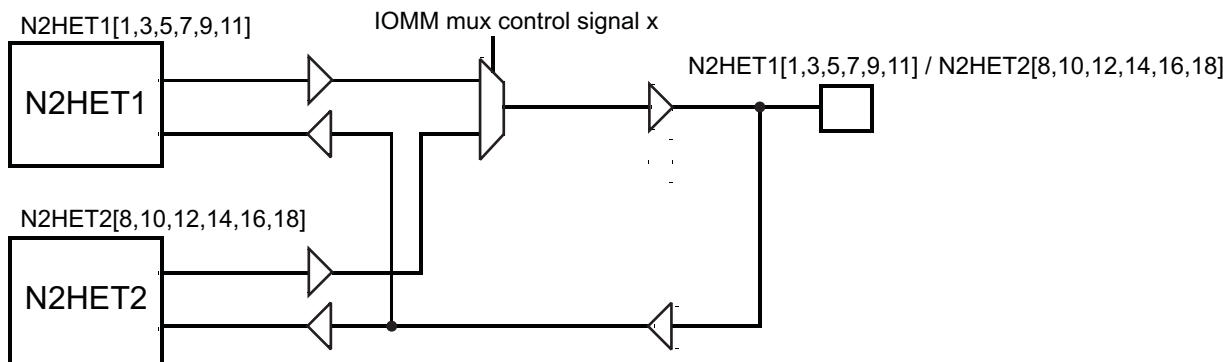 N2HET1[1,3,5,7,9,11]
IOMM mux control signal x
N2HET1[1,3,5,7,9,11] / N2HET2[8,10,12,14,16,18]
N2HET1
N2HET2[8,10,12,14,16,18]
N2HET2